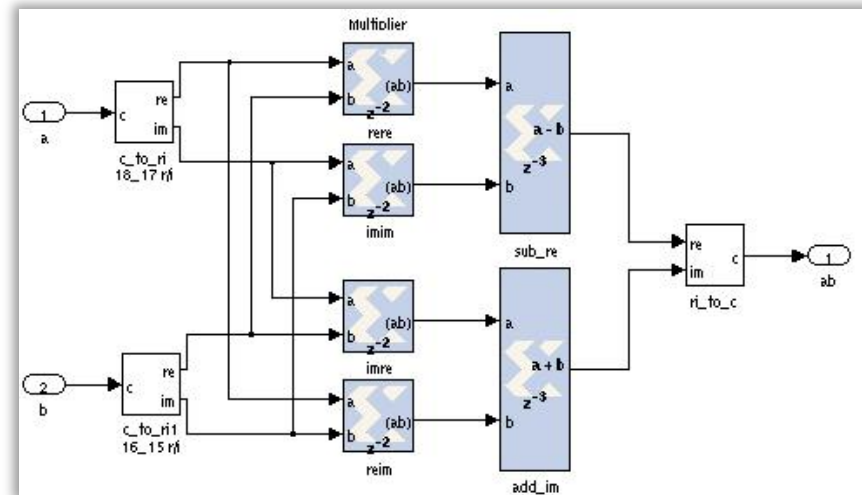 Multiplier
1
a
c
re
im
c_to_ri
18_17 r/i
a
b
(ab)
z-2
rere
a
b
(ab)
z-2
imim
a
b
a - b
z-3
sub_re
re
im
c
ri_to_c
1
ab
2
b
c
re
im
c_to_ri1
16_15 r/i
a
b
(ab)
z-2
imre
a
b
(ab)
z-2
reim
a
b
a + b
z-3
add_im